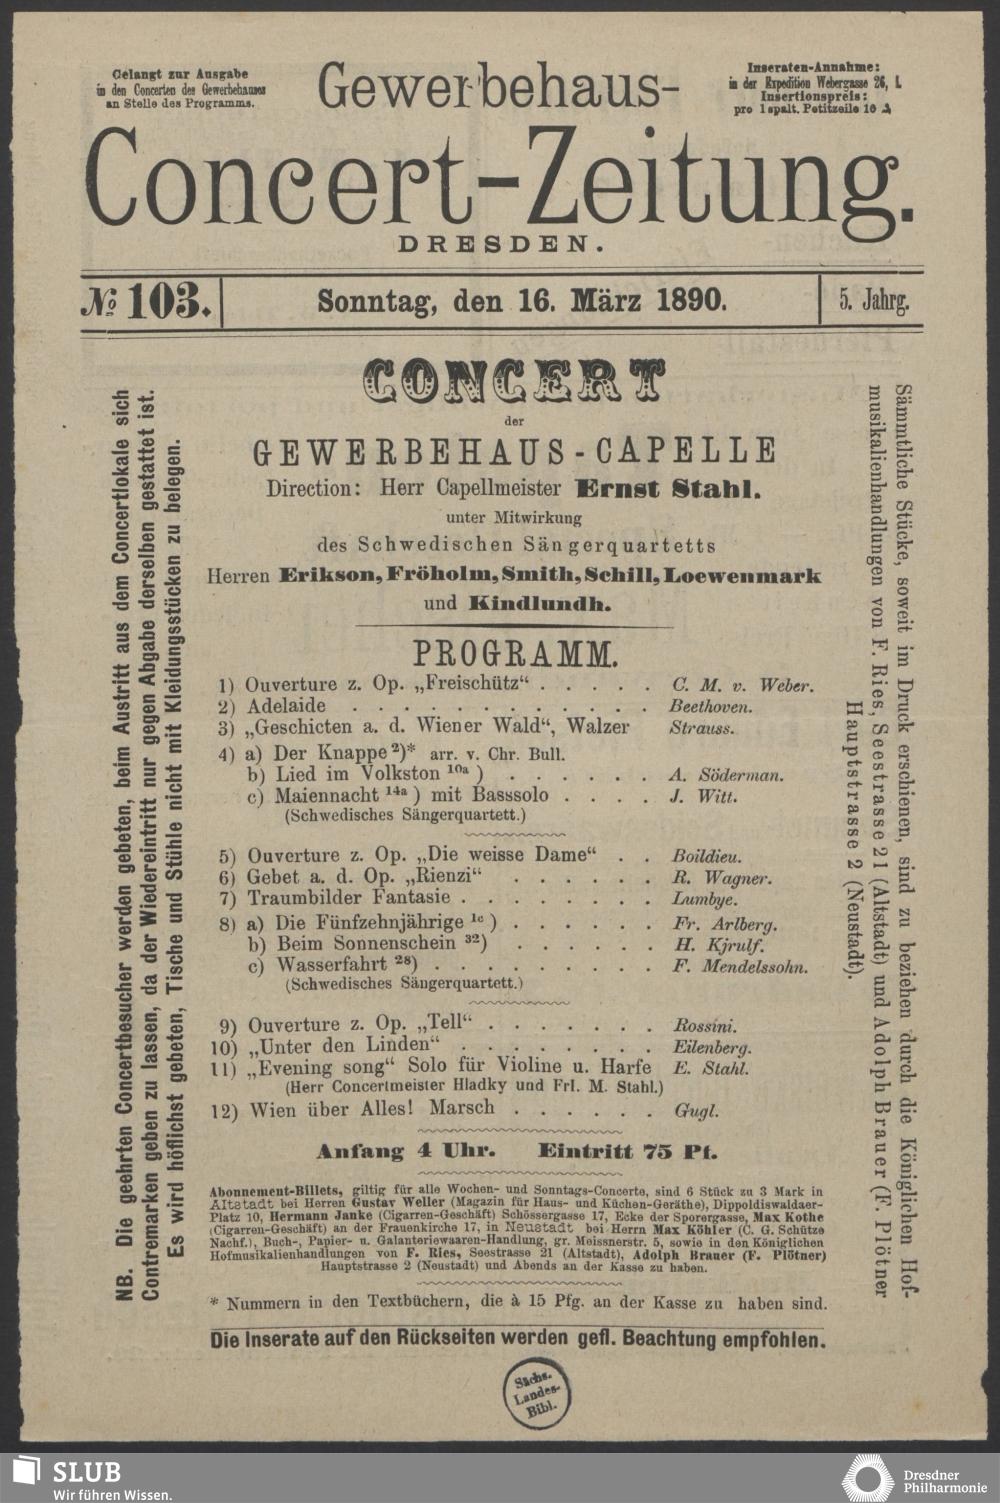 Gelangt zur Ausgabe
in den Concerten des Gewerbehauses
an Stelle des Programms.
Gewerbehaus-
Inseraten-Annahme:
in der Expedition Webergasse 26, I.
Insertionspreis:
pro 1 spalt. Petitzeile 10 ₰
Concert-Zeitung.
DRESDEN.
No 103.
Sonntag, den 16. März 1890.
5. Jahrg.
NB. Die geehrten Concertbesucher werden gebeten, beim Austritt aus dem Concertlokale sich
Contremarken geben zu lassen, da der Wiedereintritt nur gegen Abgabe derselben gestattet ist.
Es wird höflichst gebeten, Tische und Stühle nicht mit Kleidungsstücken zu belegen.
CONCERT
der
GEWERBEHAUS-CAPELLE
Direction: Herr Capellmeister Ernst Stahl.
unter Mitwirkung
des Schwedischen Sängerquartetts
Herren Erikson, Fröholm, Smith, Schill, Loewenmark
und Kindlundh.
PROGRAMM.
1) Ouverture z. Op. „Freischütz“ . . . . . C. M. v. Weber.
2) Adelaide . . . . . . . . . . . . Beethoven.
3) „Geschicten a. d. Wiener Wald“, Walzer Strauss.
4) a) Der Knappe 2)* arr. v. Chr. Bull.
b) Lied im Volkston 10a) . . . . . . A. Söderman.
c) Maiennacht 14a) mit Basssolo . . . . J. Witt.
(Schwedisches Sängerquartett.)
5) Ouverture z. Op. „Die weisse Dame“ . . Boildieu.
6) Gebet a. d. Op. „Rienzi“ . . . . . . R. Wagner.
7) Traumbilder Fantasie . . . . . . . . Lumbye.
8) a) Die Fünfzehnjährige 1c) . . . . . . Fr. Arlberg.
b) Beim Sonnenschein 32) . . . . . . H. Kjrulf.
c) Wasserfahrt 28) . . . . . . . . . F. Mendelssohn.
(Schwedisches Sängerquartett.)
9) Ouverture z. Op. „Tell“ . . . . . . . Rossini.
10) „Unter den Linden“ . . . . . . . . Eilenberg.
11) „Evening song“ Solo für Violine u. Harfe E. Stahl.
(Herr Concertmeister Hladky und Frl. M. Stahl.)
12) Wien über Alles! Marsch . . . . . . Gugl.
Anfang 4 Uhr. Eintritt 75 Pf.
Abonnement-Billets, giltig für alle Wochen- und Sonntags-Concerte, sind 6 Stück zu 3 Mark in
Altstadt bei Herren Gustav Weller (Magazin für Haus- und Küchen-Geräthe), Dippoldiswaldaer-
Platz 10, Hermann Janke (Cigarren-Geschäft) Schössergasse 17, Ecke der Sporergasse, Max Kothe
(Cigarren-Geschäft) an der Frauenkirche 17, in Neustadt bei Herrn Max Köhler (C. G. Schütze
Nachf.), Buch-, Papier- u. Galanteriewaaren-Handlung, gr. Meissnerstr. 5, sowie in den Königlichen
Hofmusikalienhandlungen von F. Ries, Seestrasse 21 (Altstadt), Adolph Brauer (F. Plötner)
Hauptstrasse 2 (Neustadt) und Abends an der Kasse zu haben.
* Nummern in den Textbüchern, die à 15 Pfg. an der Kasse zu haben sind.
Die Inserate auf den Rückseiten werden gefl. Beachtung empfohlen.
Sämmtliche Stücke, soweit im Druck erschienen, sind zu beziehen durch die Königlichen Hof-
musikalienhandlungen von F. Ries, Seestrasse 21 (Altstadt) und Adolph Brauer (F. Plötner
Hauptstrasse 2 (Neustadt).
Sächs.
Landes-
Bibl.
SLUB
Wir führen Wissen.
Dresdner
Philharmonie